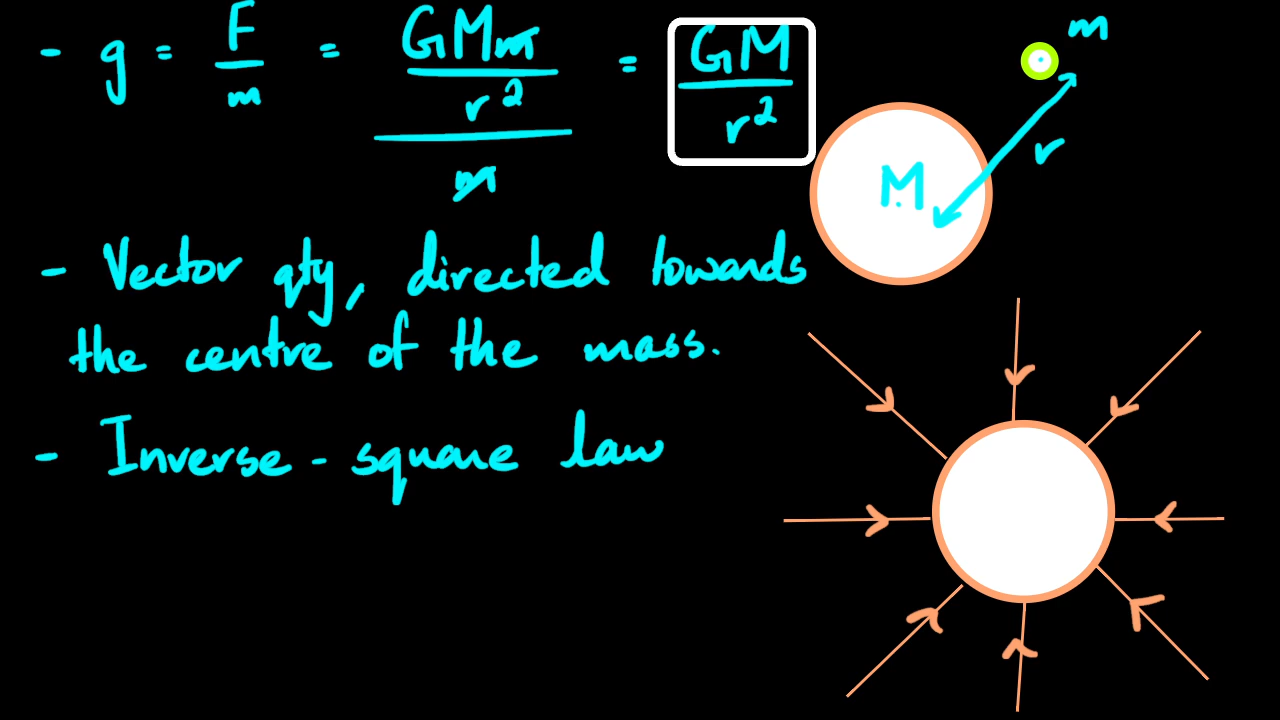 - g = F/m = (GMm/r²)/m = GM/r²
m
M
r
- Vector qty, directed towards
the centre of the mass.
- Inverse - square law